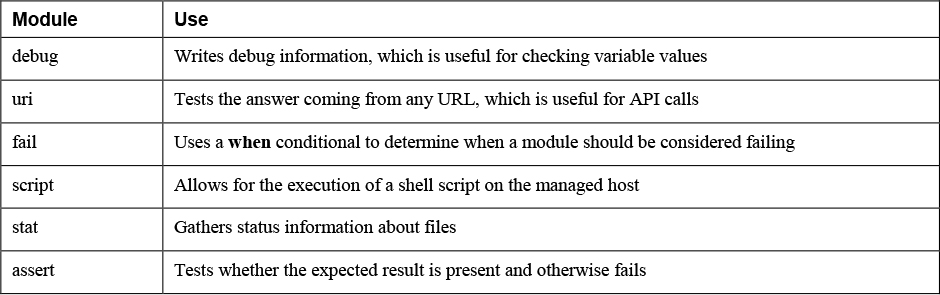 Module Use
debug Writes debug information, which is useful for checking variable values
uri Tests the answer coming from any URL, which is useful for API calls
fail Uses a when conditional to determine when a module should be considered failing
script Allows for the execution of a shell script on the managed host
stat Gathers status information about files
assert Tests whether the expected result is present and otherwise fails